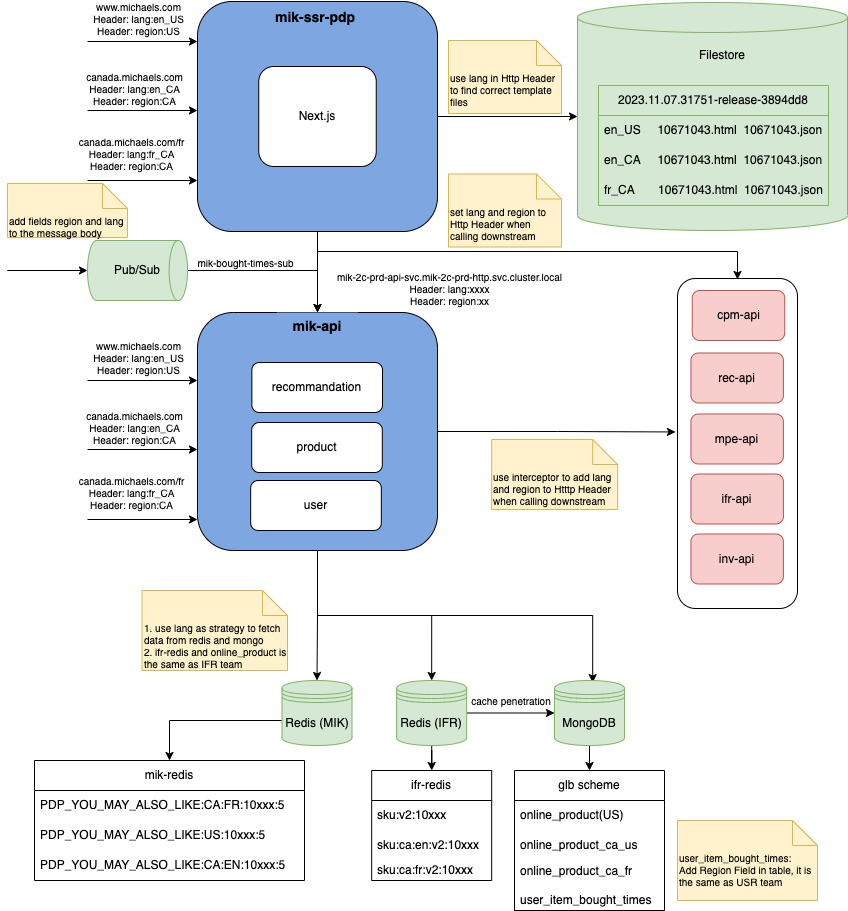 www.michaels.com
Header: lang:en_US
Header: region:US
canada.michaels.com
Header: lang:en_CA
Header: region:CA
canada.michaels.com/fr
Header: lang:fr_CA
Header: region:CA
mik-ssr-pdp
Next.js
use lang in Http Header
to find correct template
files
Filestore
2023.11.07.31751-release-3894dd8
en_US 10671043.html 10671043.json
en_CA 10671043.html 10671043.json
fr_CA 10671043.html 10671043.json
add fields region and lang
to the message body
set lang and region to
Http Header when
calling downstream
Pub/Sub
mik-bought-times-sub
mik-2c-prd-api-svc.mik-2c-prd-http.svc.cluster.local
Header: lang:xxxx
Header: region:xx
mik-api
recommandation
product
user
www.michaels.com
Header: lang:en_US
Header: region:US
canada.michaels.com
Header: lang:en_CA
Header: region:CA
canada.michaels.com/fr
Header: lang:fr_CA
Header: region:CA
cpm-api
rec-api
mpe-api
ifr-api
inv-api
use interceptor to add lang
and region to Htttp Header
when calling downstream
1. use lang as strategy to fetch
data from redis and mongo
2. ifr-redis and online_product is
the same as IFR team
Redis (MIK)
Redis (IFR)
cache penetration
MongoDB
mik-redis
PDP_YOU_MAY_ALSO_LIKE:CA:FR:10xxx:5
PDP_YOU_MAY_ALSO_LIKE:US:10xxx:5
PDP_YOU_MAY_ALSO_LIKE:CA:EN:10xxx:5
ifr-redis
sku:v2:10xxx
sku:ca:en:v2:10xxx
sku:ca:fr:v2:10xxx
glb scheme
online_product(US)
online_product_ca_us
online_product_ca_fr
user_item_bought_times
user_item_bought_times:
Add Region Field in table, it is
the same as USR team